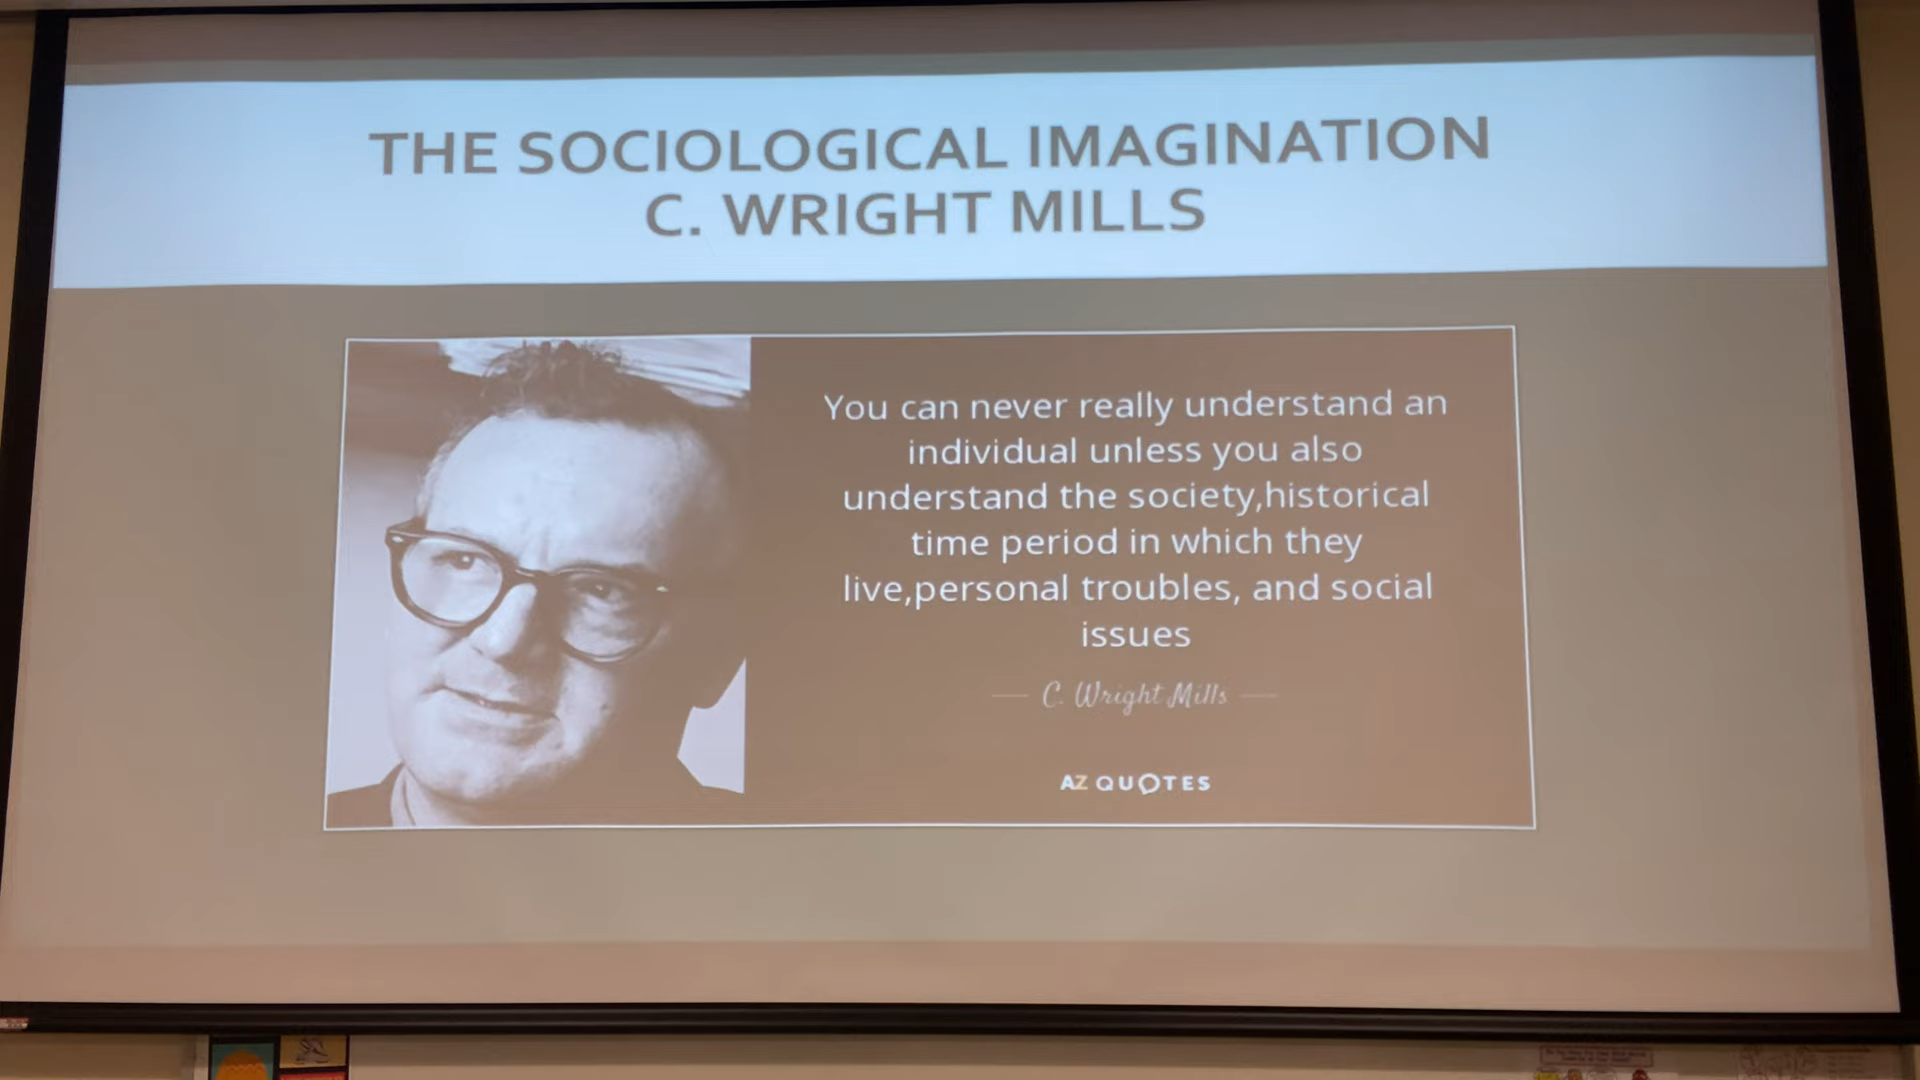 THE SOCIOLOGICAL IMAGINATION
C. WRIGHT MILLS
You can never really understand an
individual unless you also
understand the society,historical
time period in which they
live,personal troubles, and social
issues
C. Wright Mills
AZ QUOTES